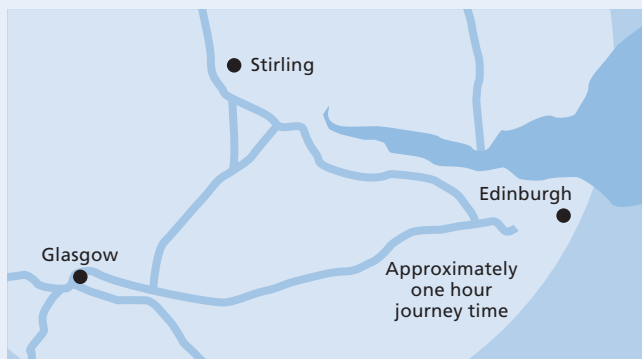 Stirling
Edinburgh
Glasgow
Approximately
one hour
journey time